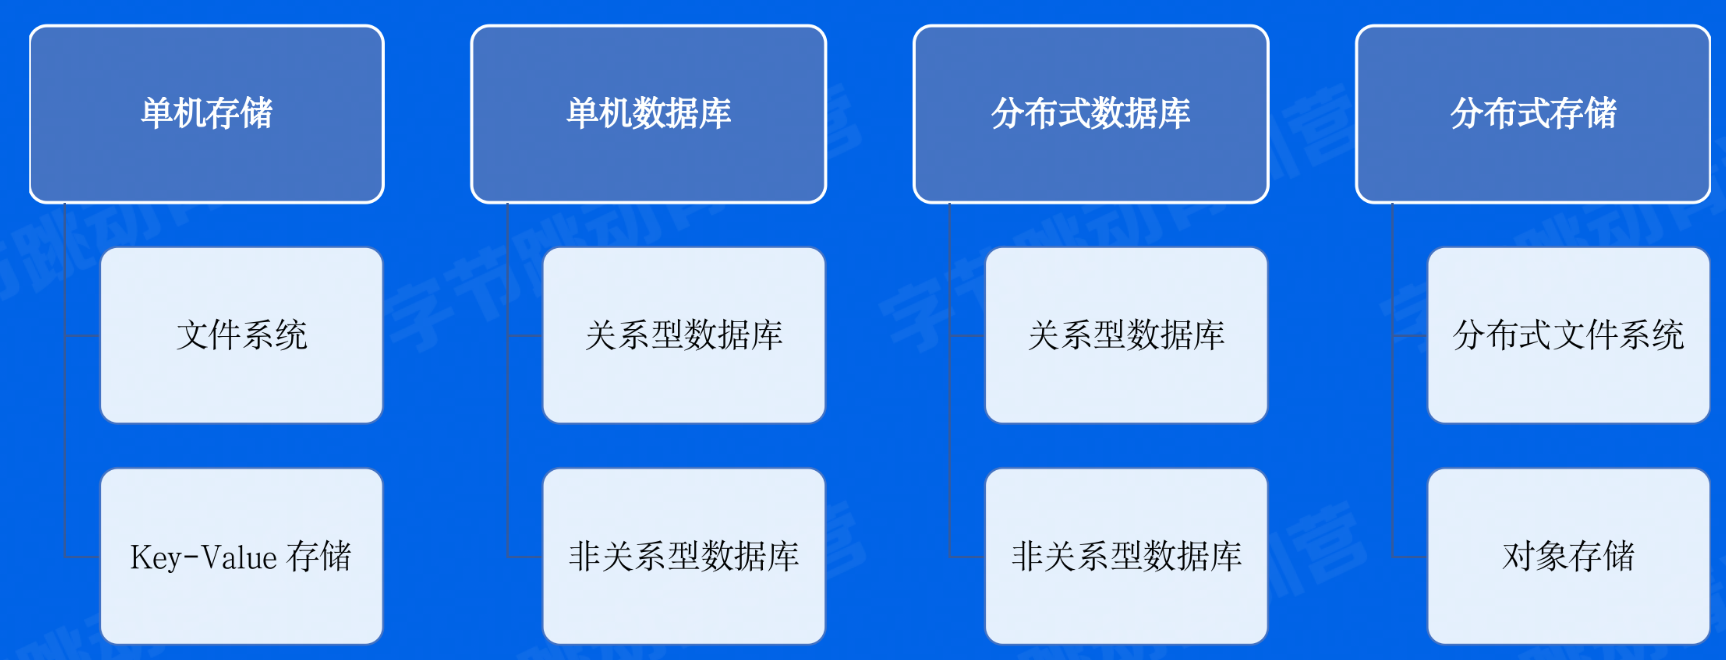 单机存储
文件系统
Key-Value 存储
单机数据库
关系型数据库
非关系型数据库
分布式数据库
关系型数据库
非关系型数据库
分布式存储
分布式文件系统
对象存储